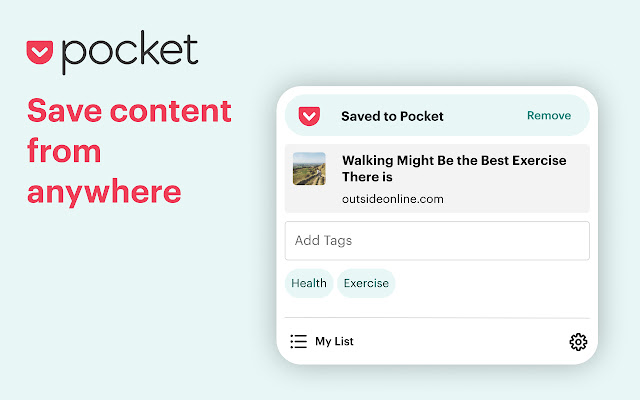 pocket
Save content
from
anywhere
Saved to Pocket
Remove
Walking Might Be the Best Exercise
There is
outsideonline.com
Add Tags
Health
Exercise
My List